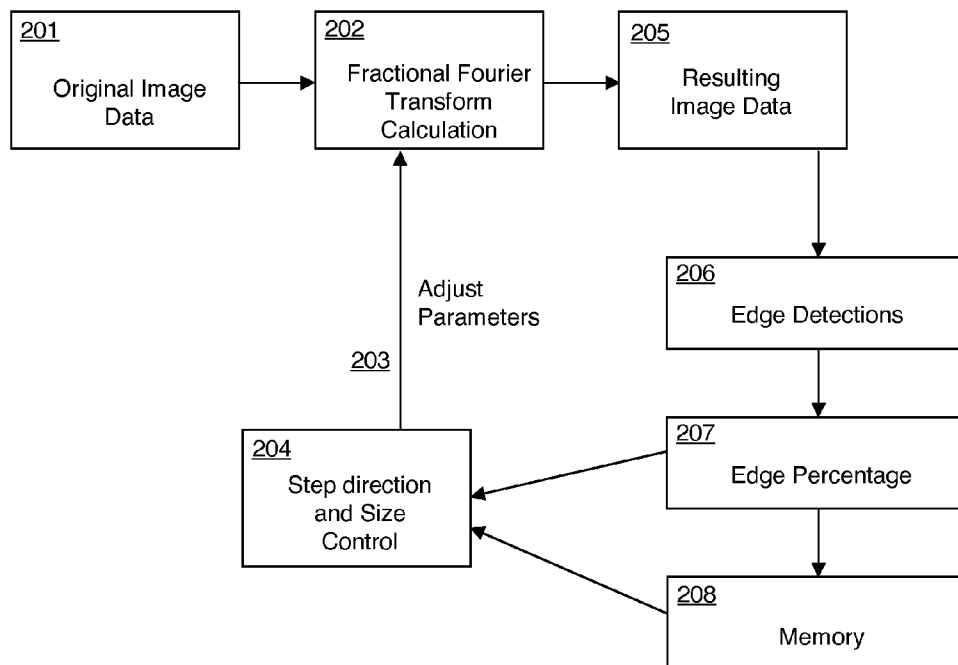 201
Original Image
Data
202
Fractional Fourier
Transform
Calculation
205
Resulting
Image Data
206
Edge Detections
Adjust
Parameters
203
207
Edge Percentage
204
Step direction
and Size
Control
208
Memory